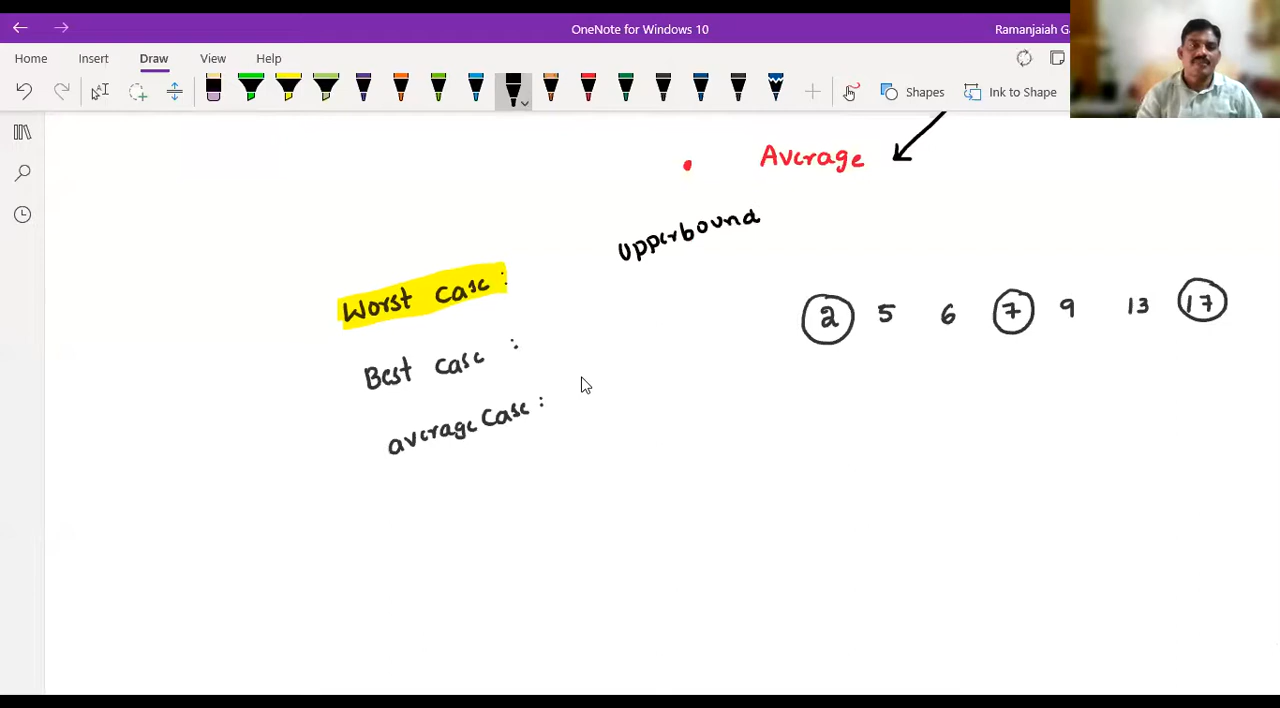 OneNote for Windows 10
Ramanjaiah G
Home Insert Draw View Help
Shapes Ink to Shape
Average
upperbound
Worst Case:
2 5 6 7 9 13 17
Best case :
average Case: